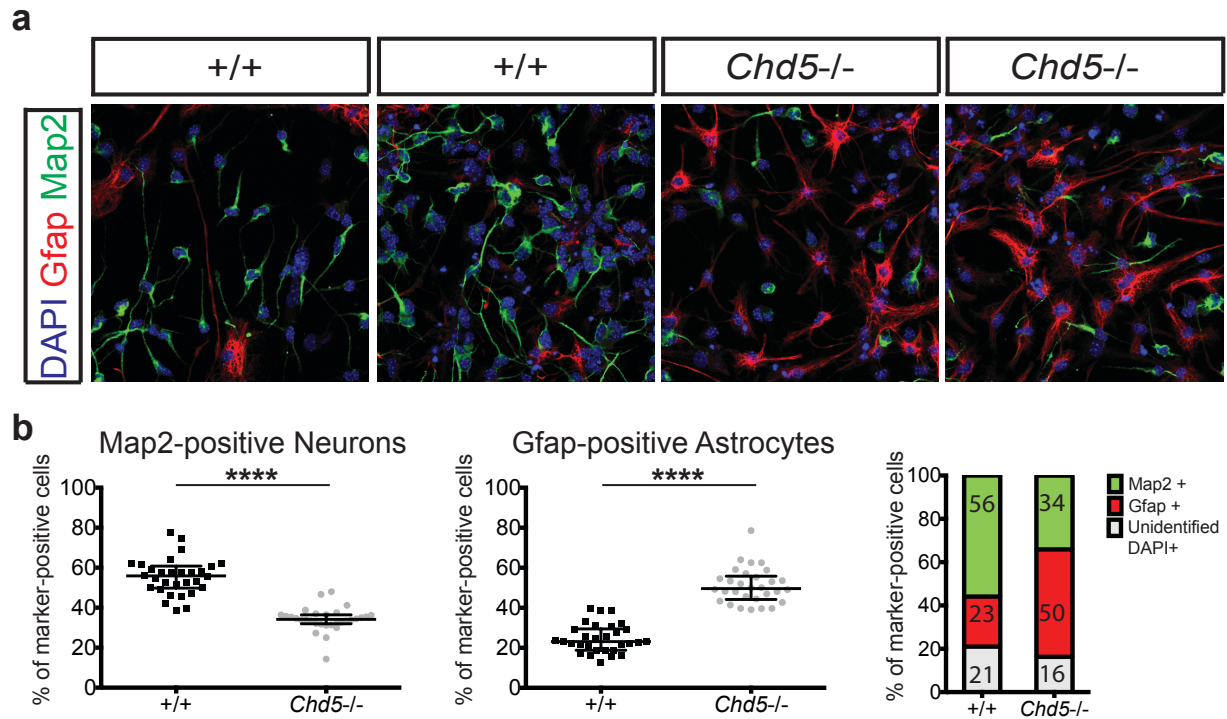 a
+/+
+/+
Chd5-/-
Chd5-/-
DAPI Gfap Map2
b
Map2-positive Neurons
****
% of marker-positive cells
100
80
60
40
20
0
+/+
Chd5-/-
Gfap-positive Astrocytes
****
% of marker-positive cells
100
80
60
40
20
0
+/+
Chd5-/-
% of marker-positive cells
100
80
60
40
20
0
56
23
21
34
50
16
+/+
Chd5-/-
Map2 +
Gfap +
Unidentified
DAPI+